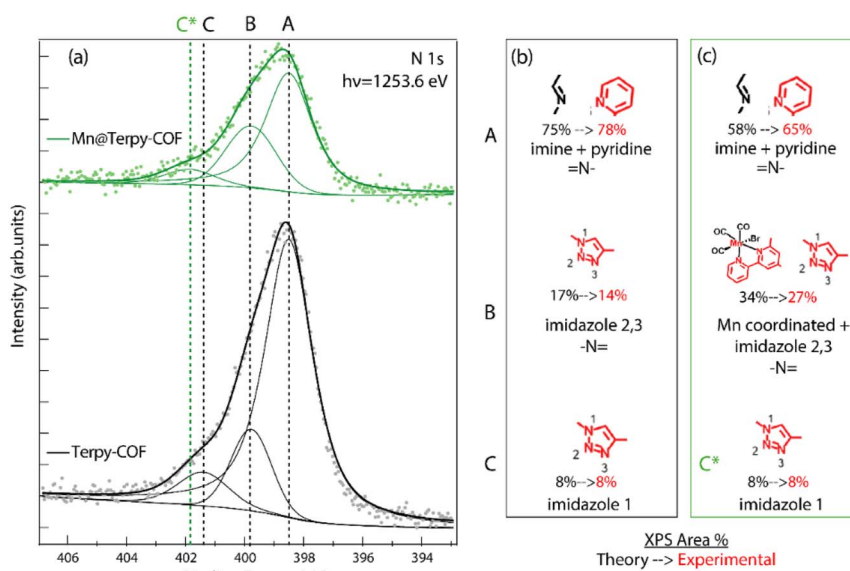 C* C B A
(a)
N 1s
hν=1253.6 eV
Mn@Terpy-COF
Terpy-COF
Intensity (arb.units)
406 404 402 400 398 396 394
(b)
A
N
N
75% --> 78%
imine + pyridine
=N-
B
1
N
2 N=N 3
17%-->14%
imidazole 2,3
-N=
C
1
N
2 N=N 3
8%-->8%
imidazole 1
(c)
N
N
58% --> 65%
imine + pyridine
=N-
CO
OC Br
Mn
OC N
N
1
N
2 N=N 3
34%-->27%
Mn coordinated +
imidazole 2,3
-N=
C*
1
N
2 N=N 3
8%-->8%
imidazole 1
XPS Area %
Theory --> Experimental